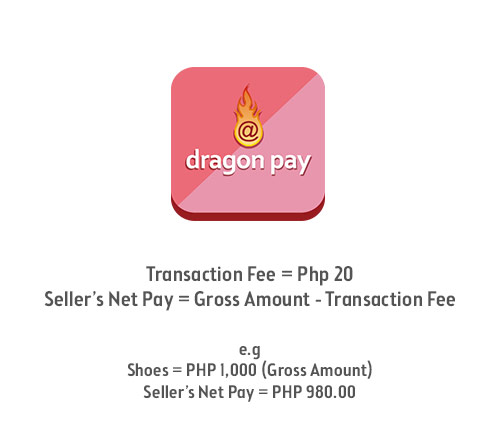 @
dragon pay
Transaction Fee = Php 20
Seller's Net Pay = Gross Amount - Transaction Fee
e.g
Shoes = PHP 1,000 (Gross Amount)
Seller's Net Pay = PHP 980.00